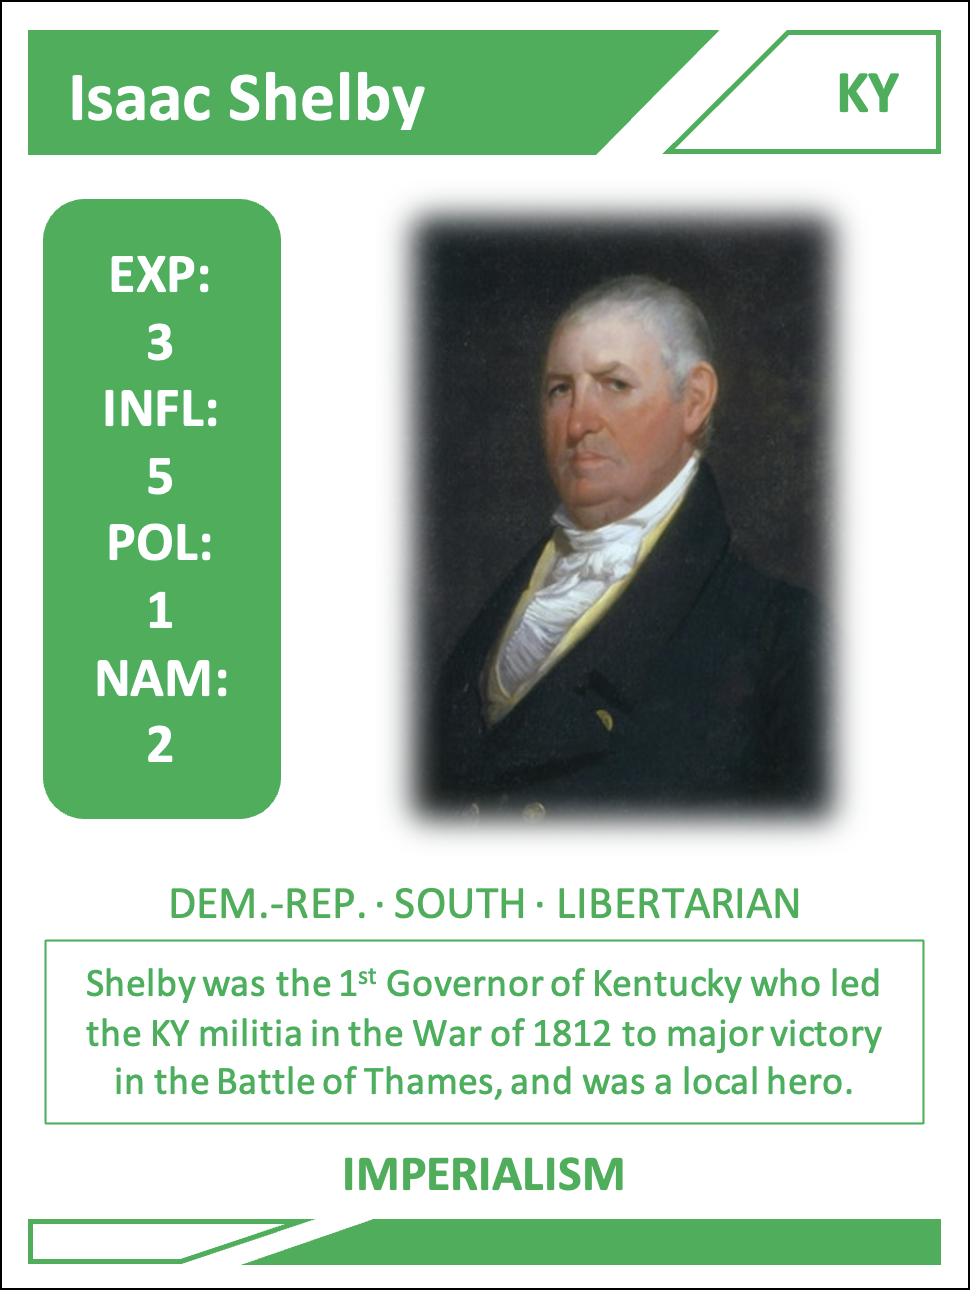 Isaac Shelby
KY
EXP:
3
INFL:
5
POL:
1
NAM:
2
DEM.-REP. · SOUTH · LIBERTARIAN
Shelby was the 1st Governor of Kentucky who led
the KY militia in the War of 1812 to major victory
in the Battle of Thames, and was a local hero.
IMPERIALISM